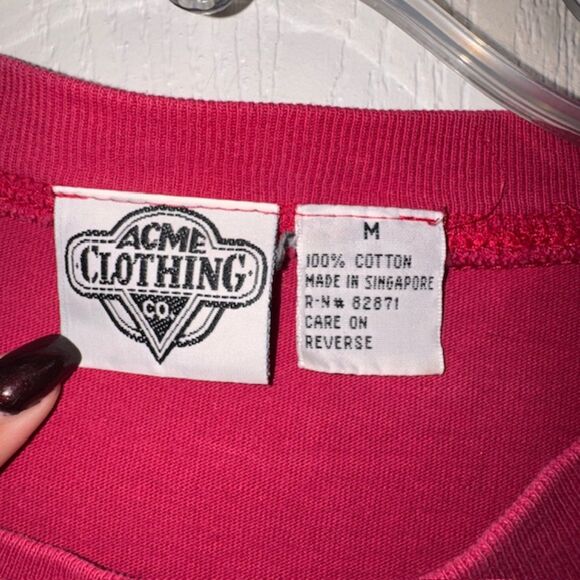 ACME
CLOTHING
CO.
M
100% COTTON
MADE IN SINGAPORE
R-N# 82871
CARE ON
REVERSE